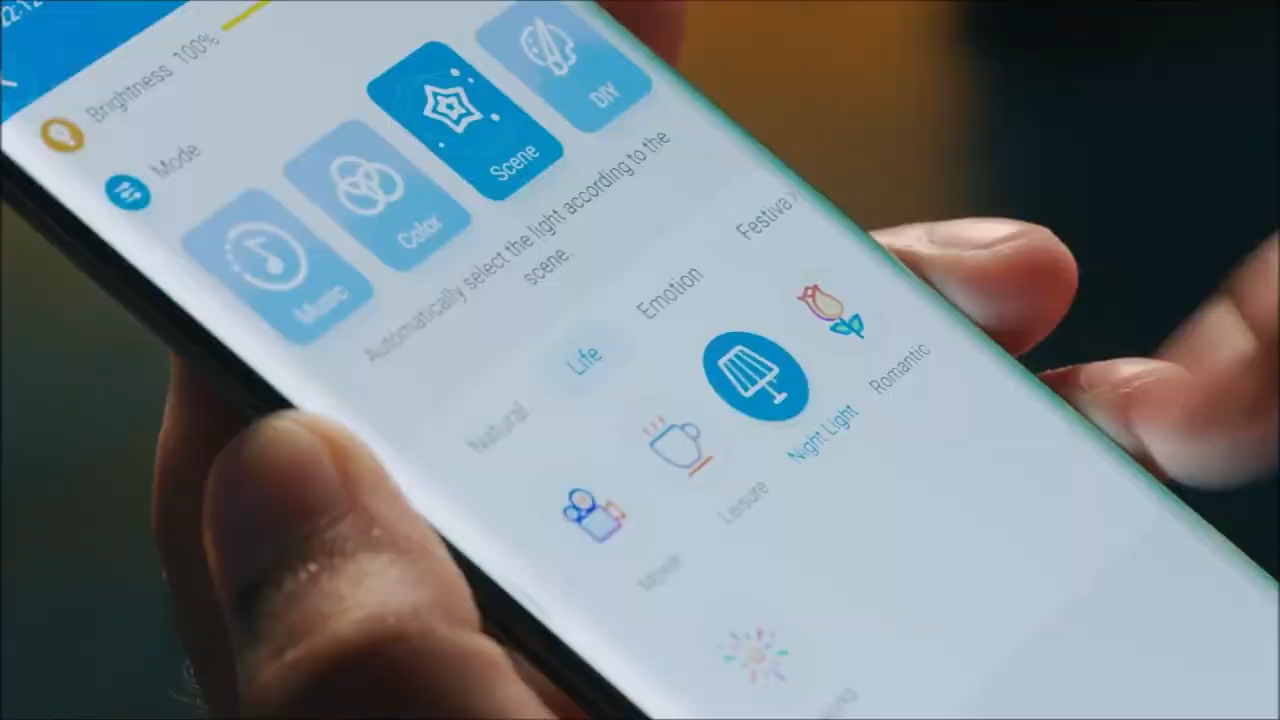 Brightness 100%
Mode
Music
Color
Scene
DIY
Automatically select the light according to the
scene.
Natural
Life
Emotion
Festival
Movie
Leisure
Night Light
Romantic